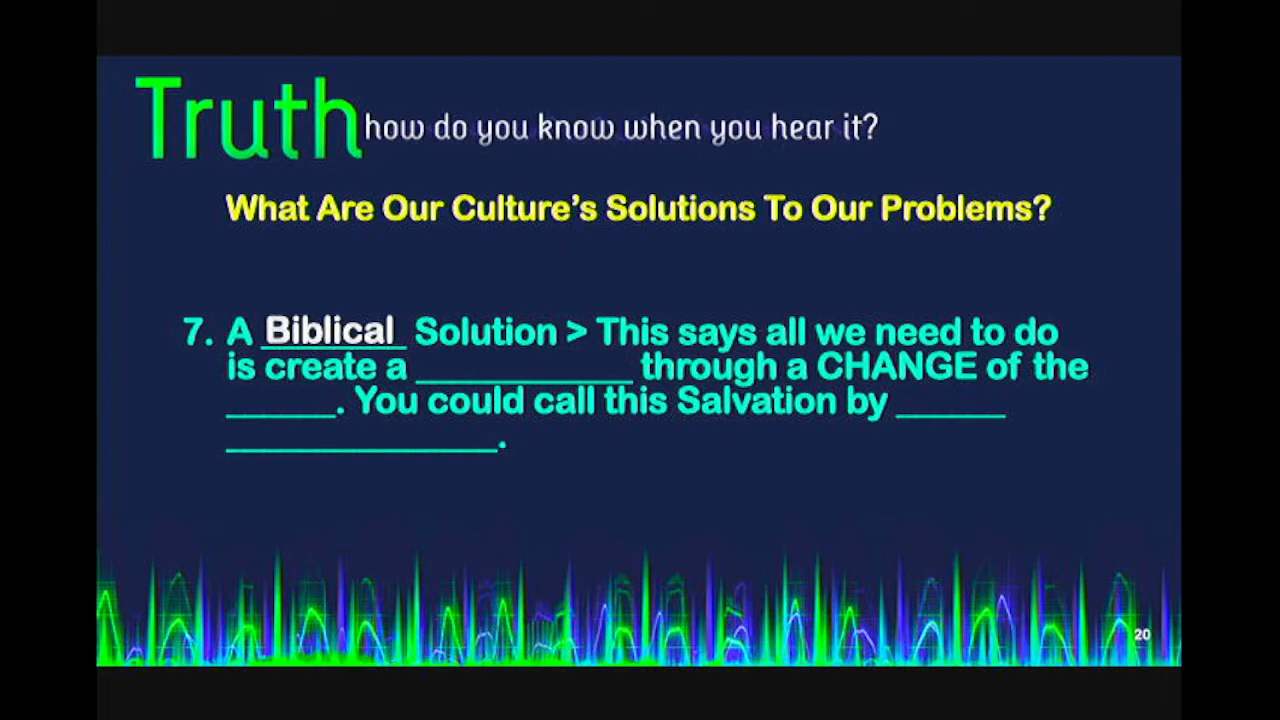 Truth how do you know when you hear it?
What Are Our Culture's Solutions To Our Problems?
7. A Biblical Solution > This says all we need to do
is create a ____________ through a CHANGE of the
______. You could call this Salvation by ______
_______________.
20